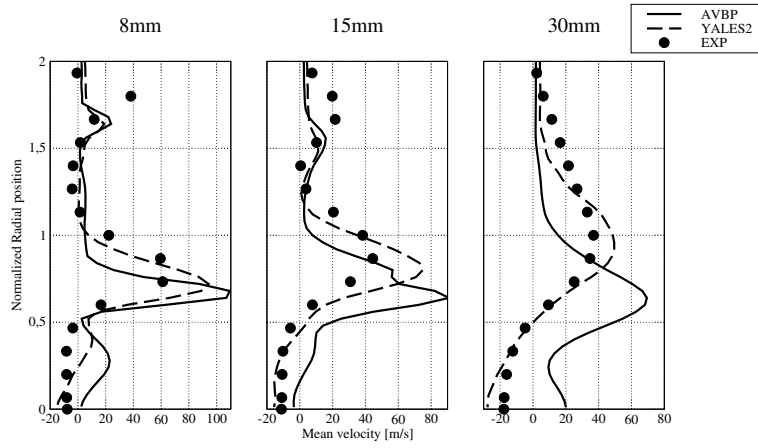 8mm
15mm
30mm
AVBP
YALES2
EXP
2
1,5
1
0,5
0
Normalized Radial position
-20 0 20 40 60 80 100
-20 0 20 40 60 80
-20 0 20 40 60 80
Mean velocity [m/s]